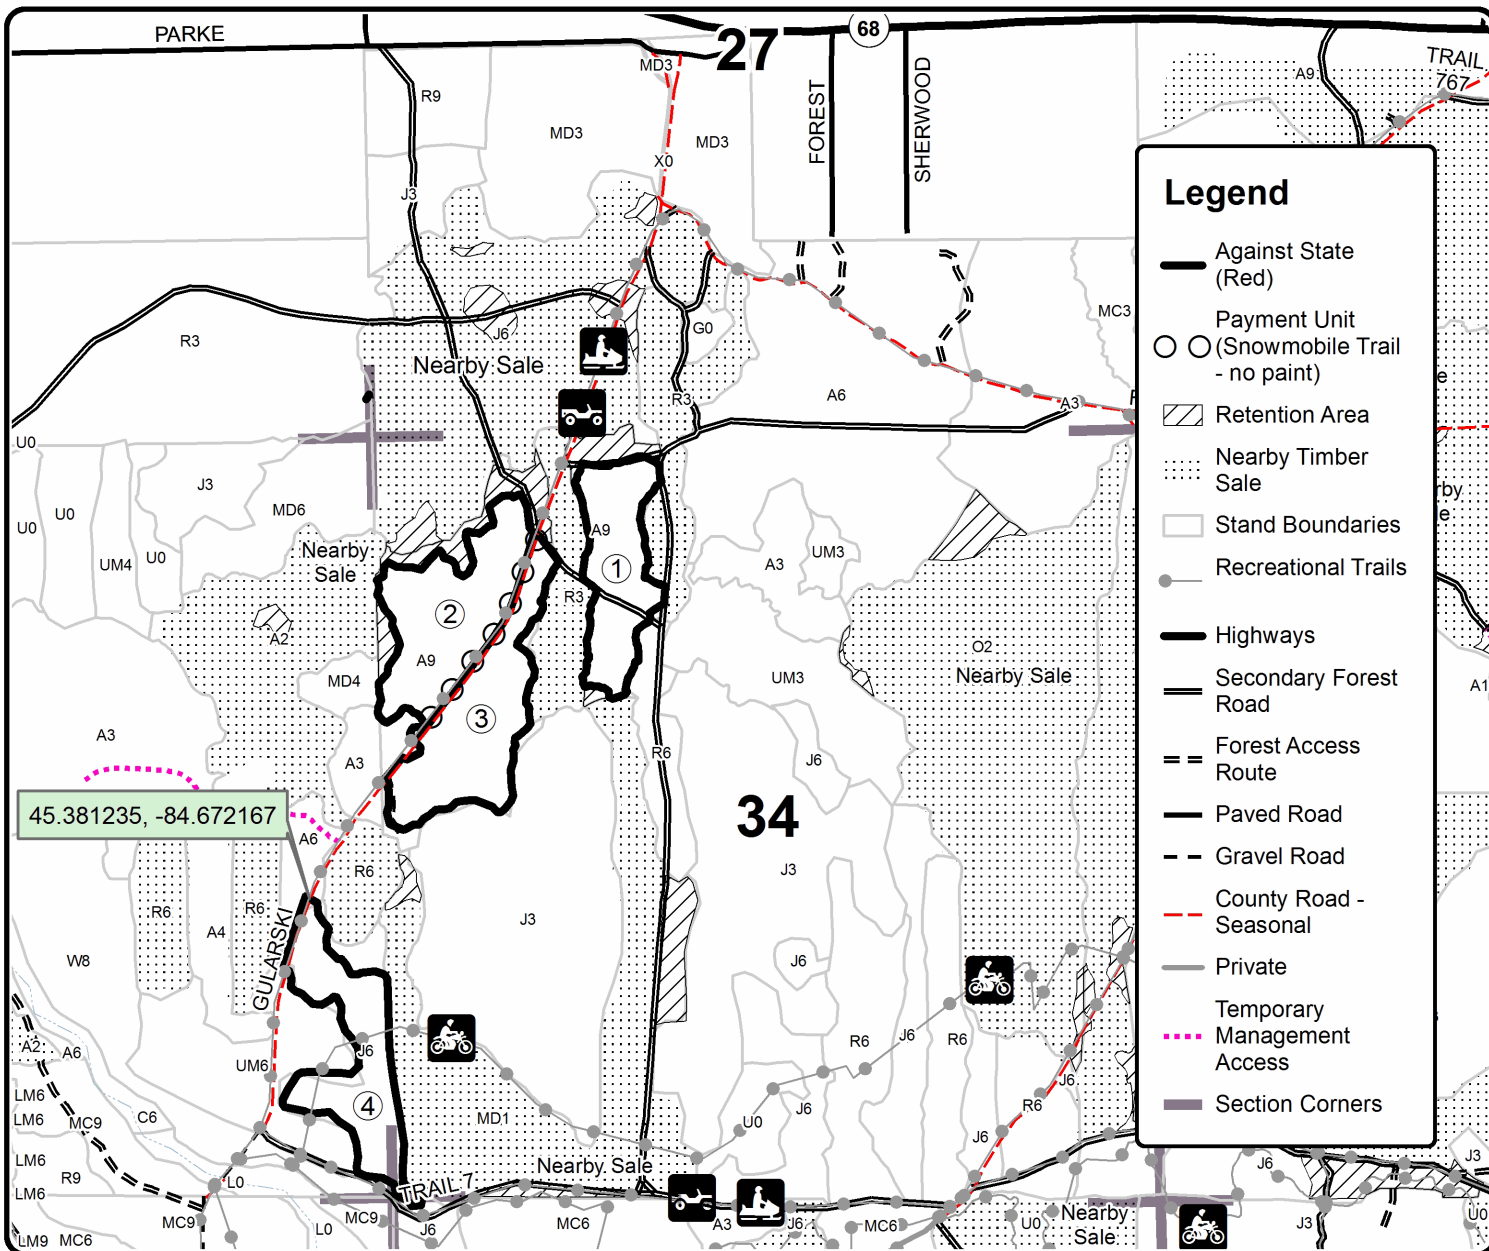 PARKE
27
68
MD3
R9
MD3
MD3
FOREST
SHERWOOD
A9
TRAIL
767
X0
J3
MC3
R3
J6
G0
Nearby Sale
R3
A6
A3
U0
J3
MD6
U0
U0
UM4
U0
Nearby
Sale
A9
1
A3
UM3
2
R3
A2
A9
MD4
O2
Nearby Sale
UM3
3
A3
A3
R6
J6
45.381235, -84.672167
34
A6
R6
J3
R6
R6
A4
J3
GULARSKI
W8
J6
J6
R6
J6
R6
A2
A6
UM6
J6
LM6
LM6
MC9
C6
4
MD1
U0
J6
R6
J6
LM6
R9
LM6
L0
TRAIL 7
Nearby Sale
MC9
L0
MC9
J6
MC6
A3
J6
MC6
U0
Nearby
Sale
J6
J3
J3
U0
LM9
MC6
A1
rby
e
Legend
Against State
(Red)
Payment Unit
(Snowmobile Trail
- no paint)
Retention Area
Nearby Timber
Sale
Stand Boundaries
Recreational Trails
Highways
Secondary Forest
Road
Forest Access
Route
Paved Road
Gravel Road
County Road -
Seasonal
Private
Temporary
Management
Access
Section Corners